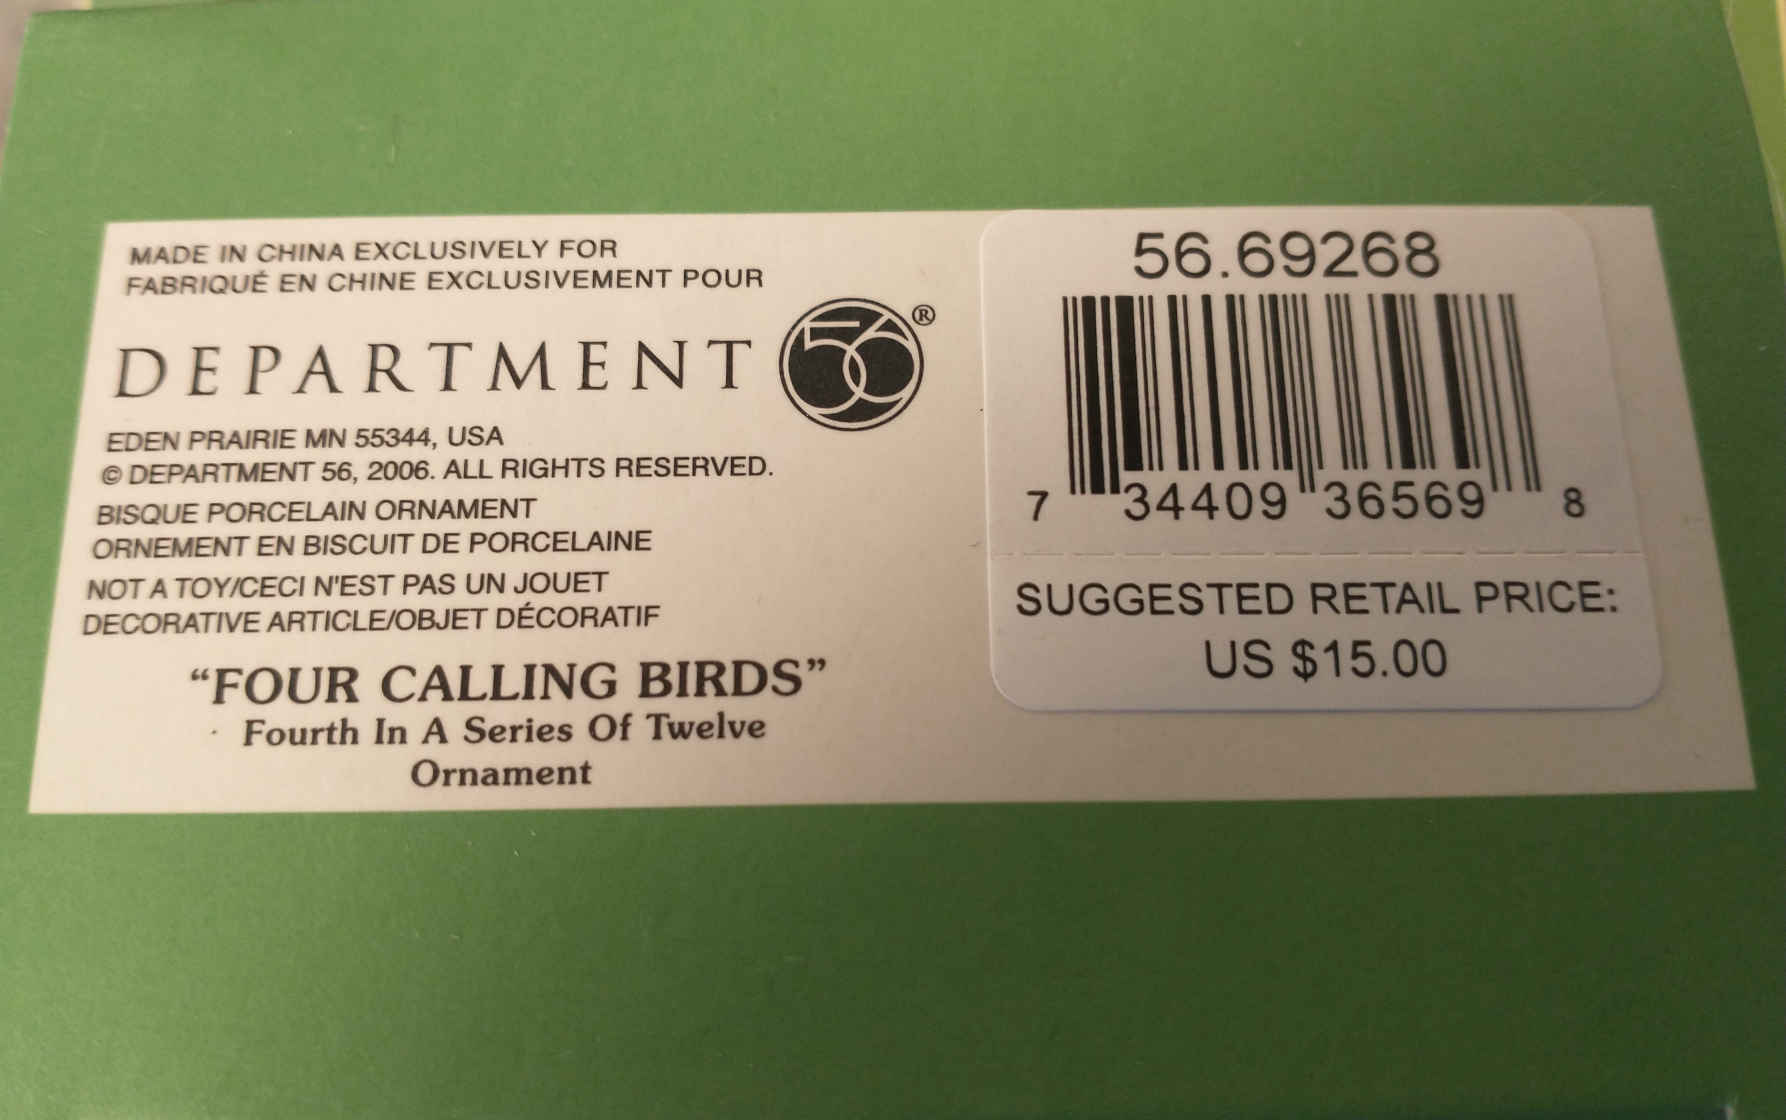 MADE IN CHINA EXCLUSIVELY FOR
FABRIQUÉ EN CHINE EXCLUSIVEMENT POUR
DEPARTMENT 56®
EDEN PRAIRIE MN 55344, USA
© DEPARTMENT 56, 2006. ALL RIGHTS RESERVED.
BISQUE PORCELAIN ORNAMENT
ORNEMENT EN BISCUIT DE PORCELAINE
NOT A TOY/CECI N'EST PAS UN JOUET
DECORATIVE ARTICLE/OBJET DÉCORATIF
“FOUR CALLING BIRDS”
Fourth In A Series Of Twelve
Ornament
56.69268
7 34409 36569 8
SUGGESTED RETAIL PRICE:
US $15.00